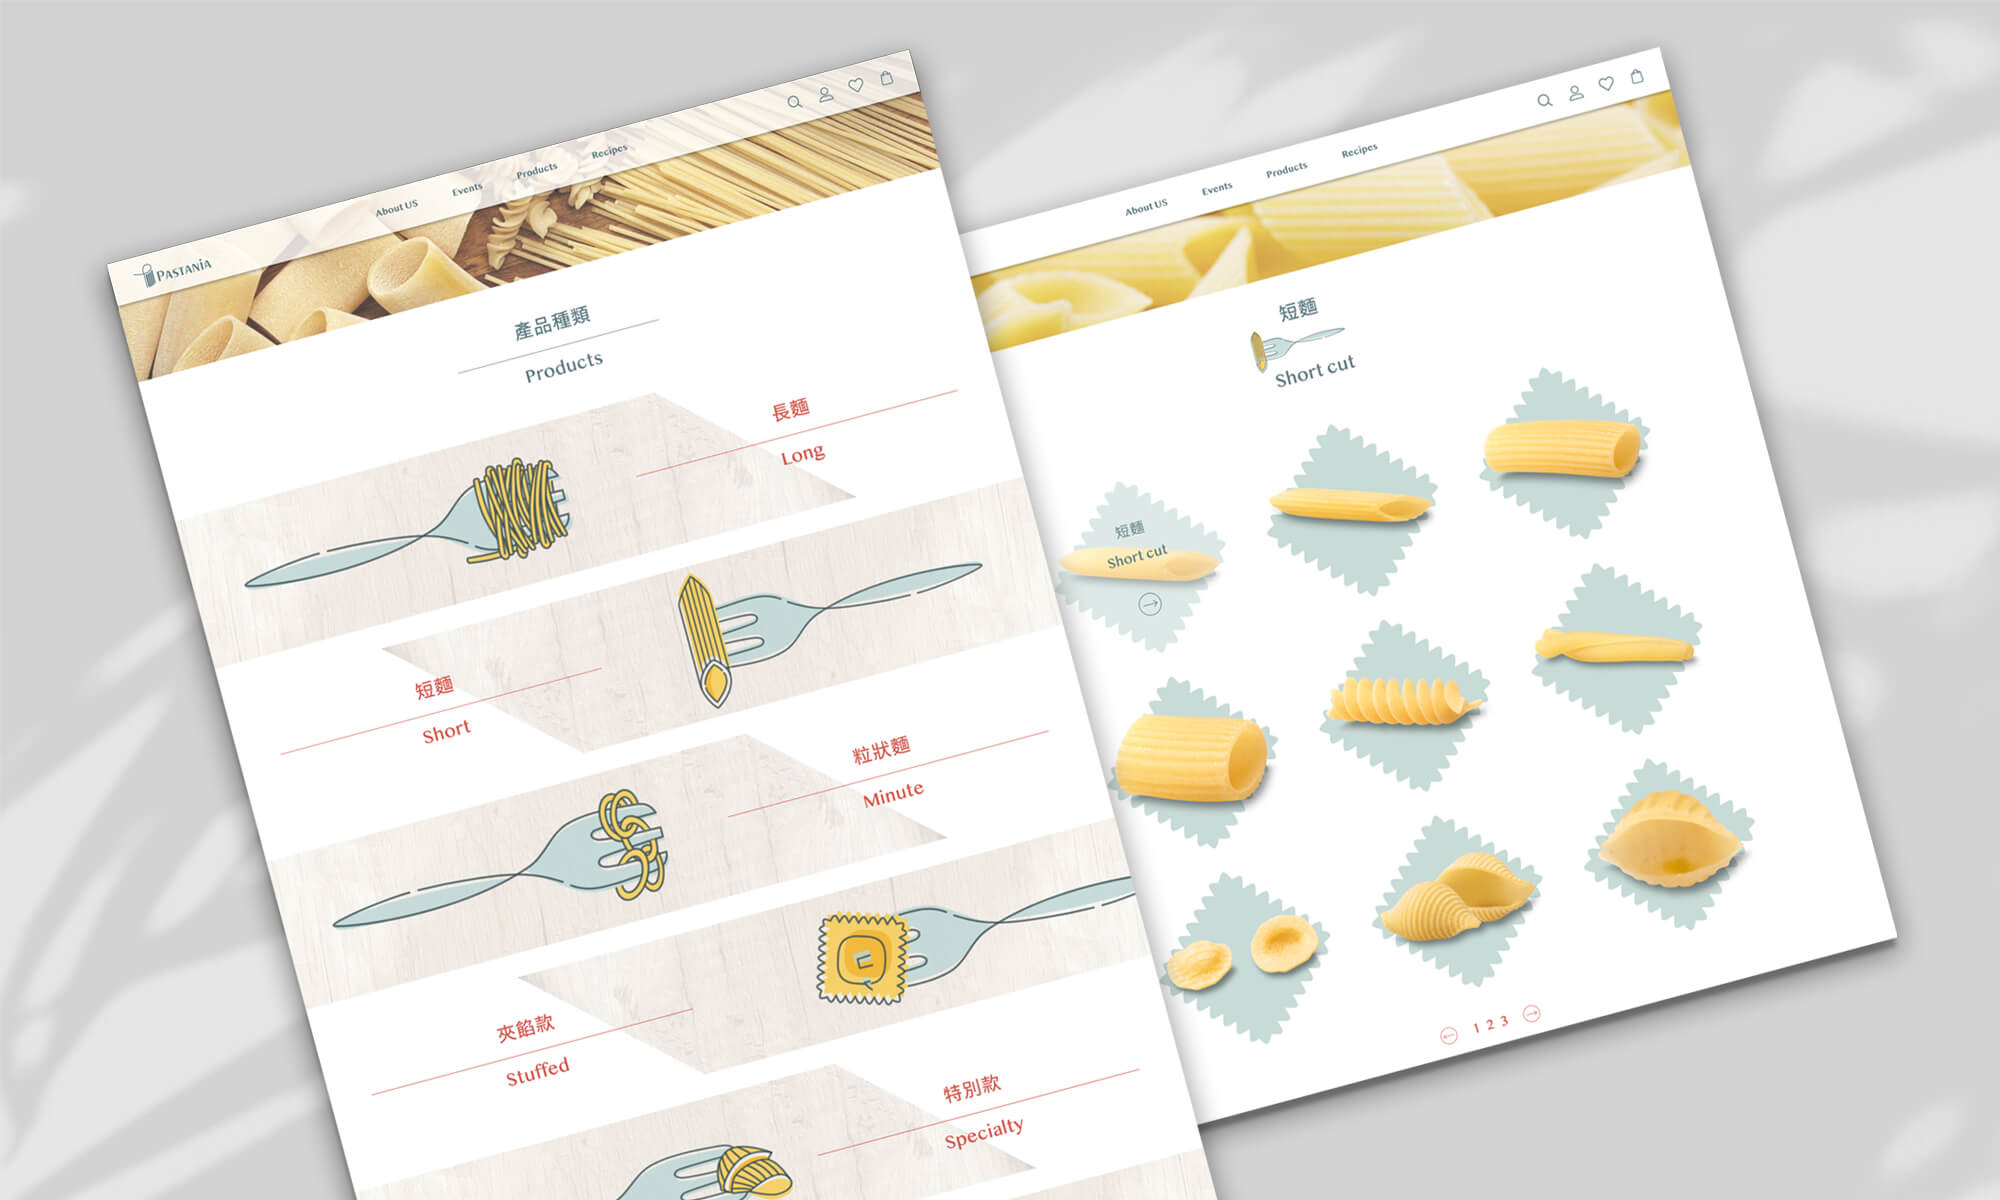 PASTANIA
About US
Events
Products
Recipes
產品種類
Products
長麵
Long
短麵
Short
粒狀麵
Minute
夾餡款
Stuffed
特別款
Specialty
About US
Events
Products
Recipes
短麵
Short cut
短麵
Short cut
1 2 3